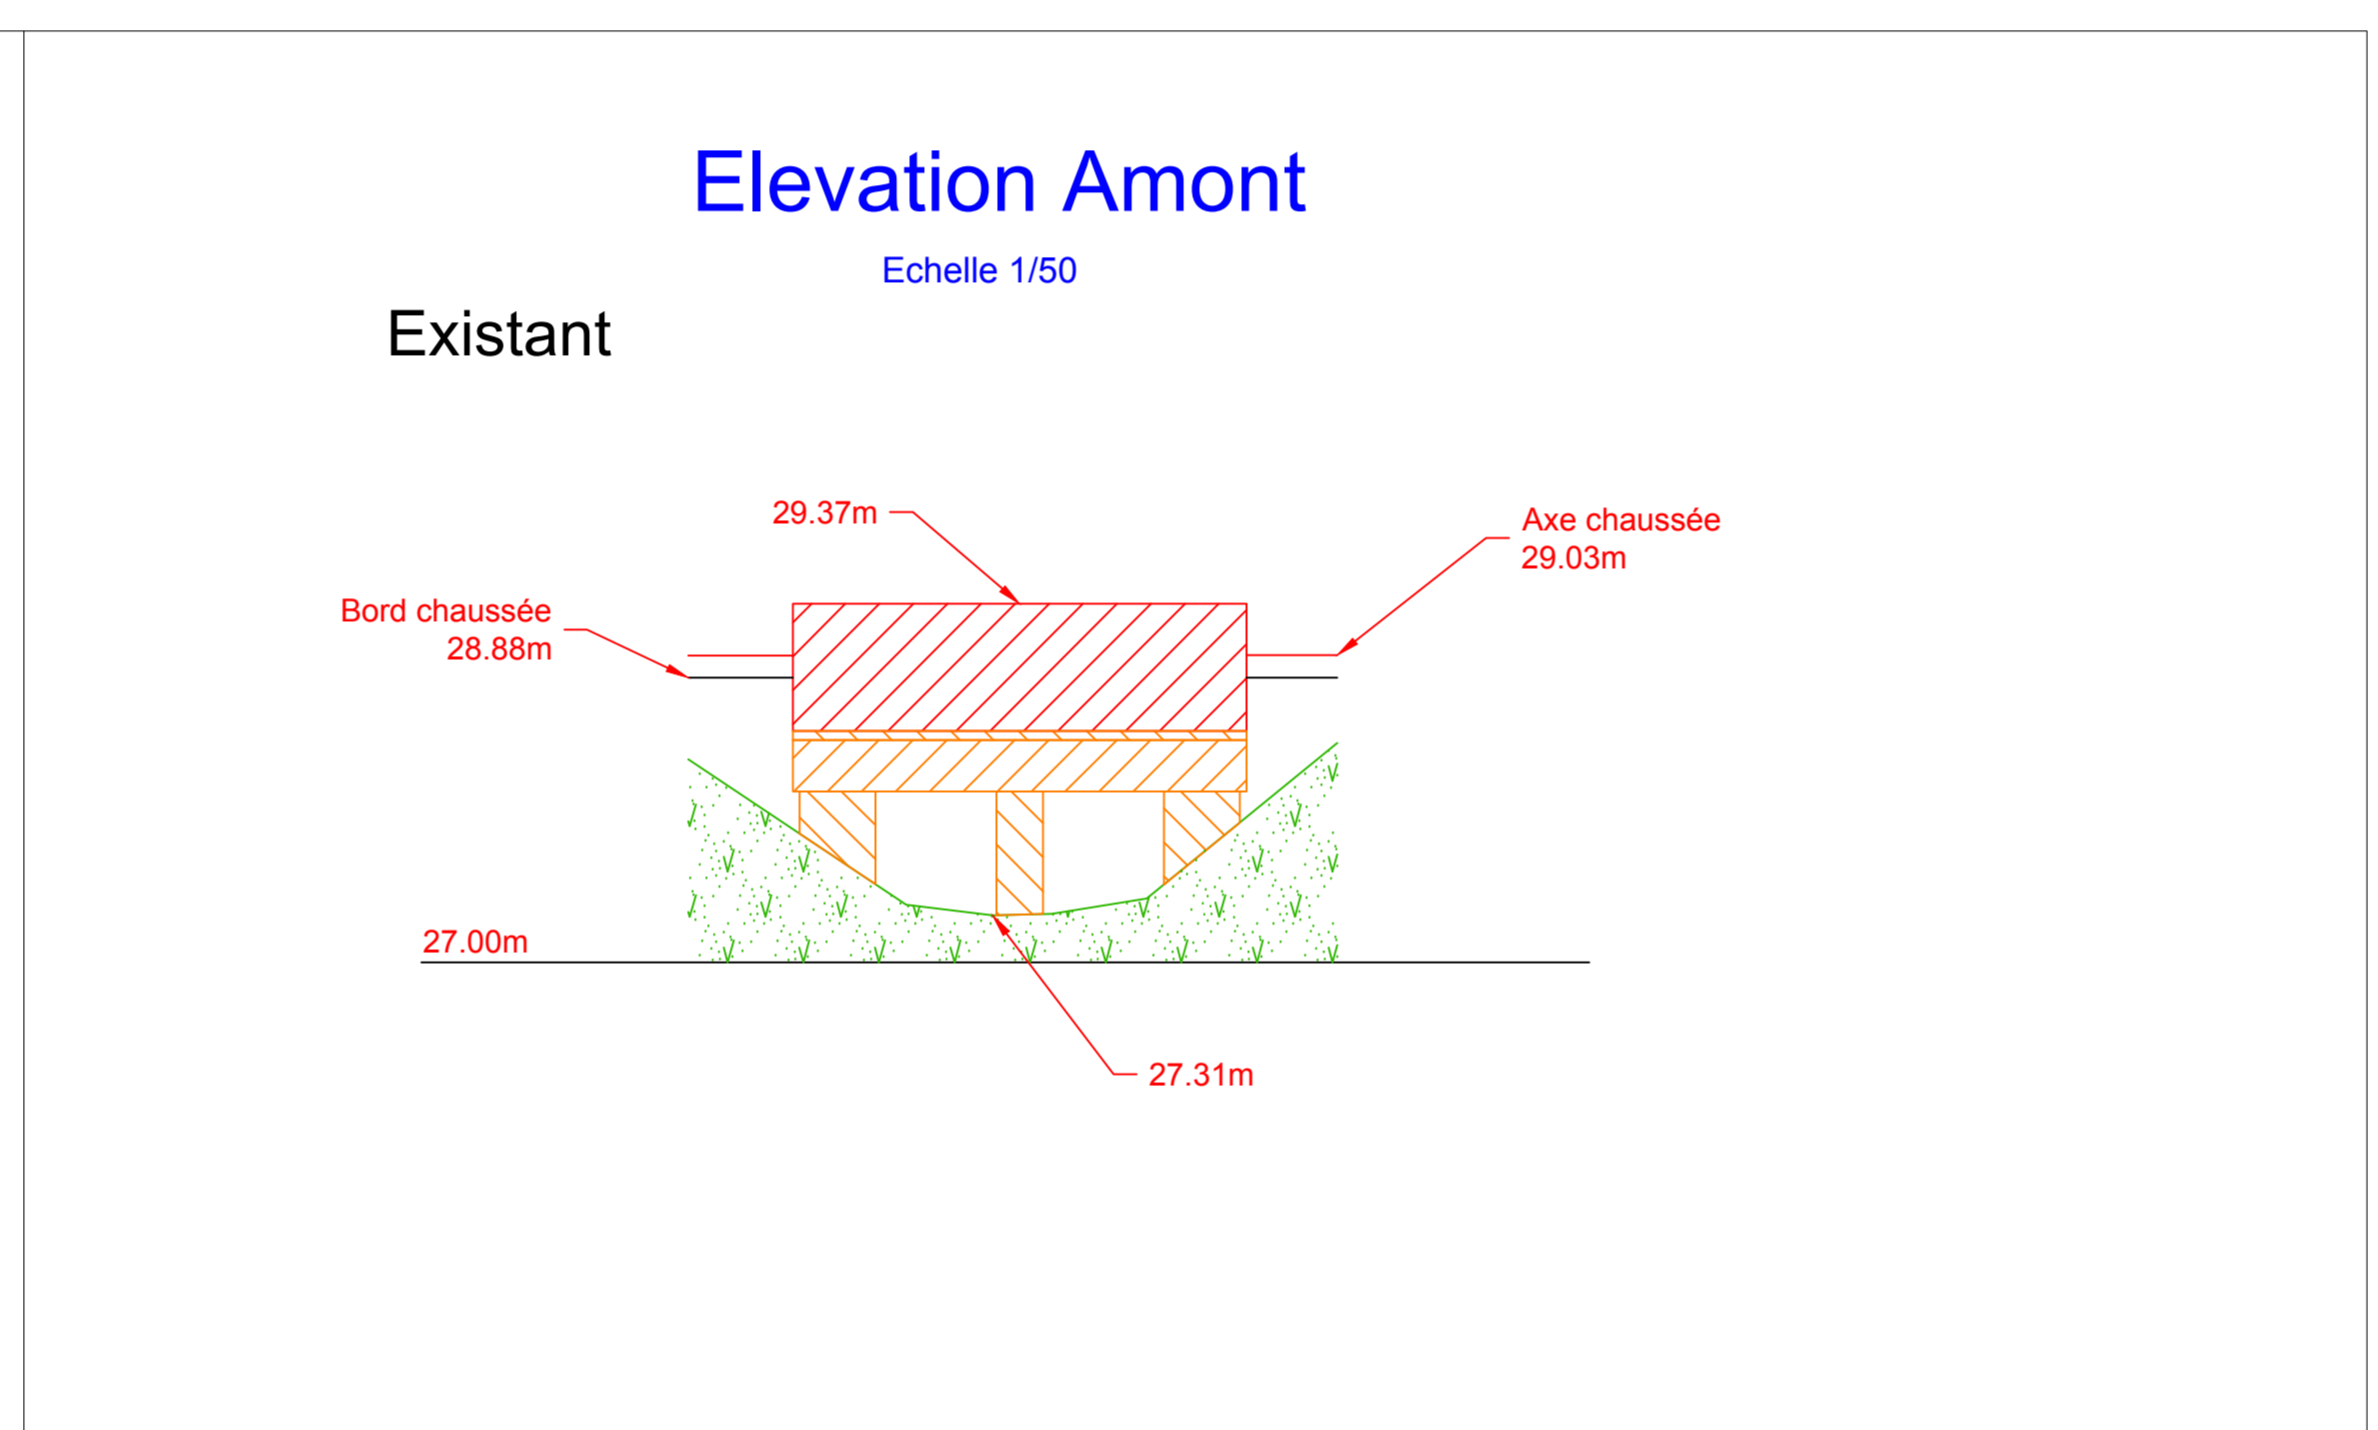 Elevation Amont
Echelle 1/50
Existant
29.37m
Axe chaussée
29.03m
Bord chaussée
28.88m
27.00m
27.31m